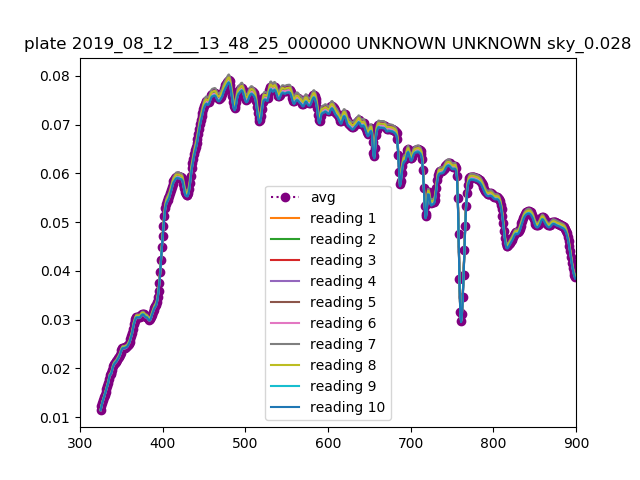 plate 2019_08_12___13_48_25_000000 UNKNOWN UNKNOWN sky_0.028
0.08
0.07
0.06
0.05
0.04
0.03
0.02
0.01
avg
reading 1
reading 2
reading 3
reading 4
reading 5
reading 6
reading 7
reading 8
reading 9
reading 10
300 400 500 600 700 800 900